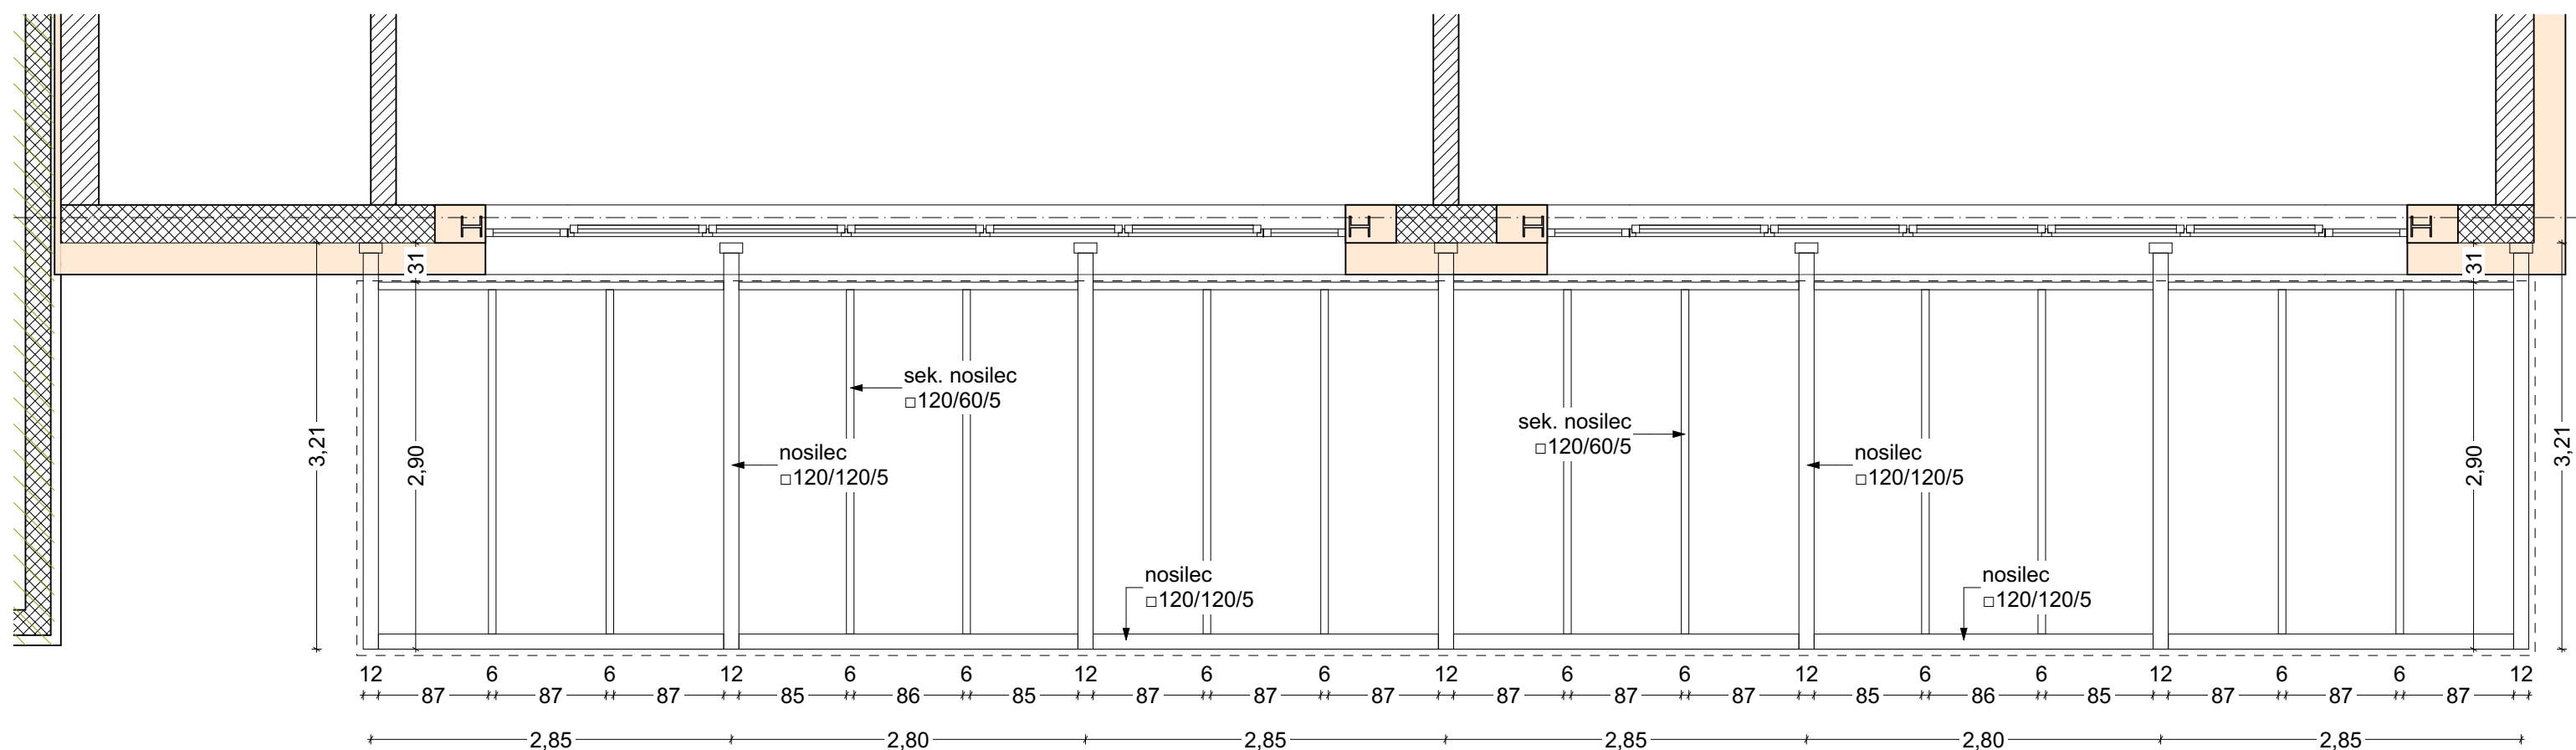 31
31
sek. nosilec
□120/60/5
sek. nosilec
□120/60/5
3,21
2,90
nosilec
□120/120/5
nosilec
□120/120/5
2,90
3,21
nosilec
□120/120/5
nosilec
□120/120/5
12 6 6 12 6 6 12 6 6 12 6 6 12 6 6 12 6 6 12
87 87 87 85 86 85 87 87 87 87 87 87 85 86 85 87 87 87
2,85 2,80 2,85 2,85 2,80 2,85